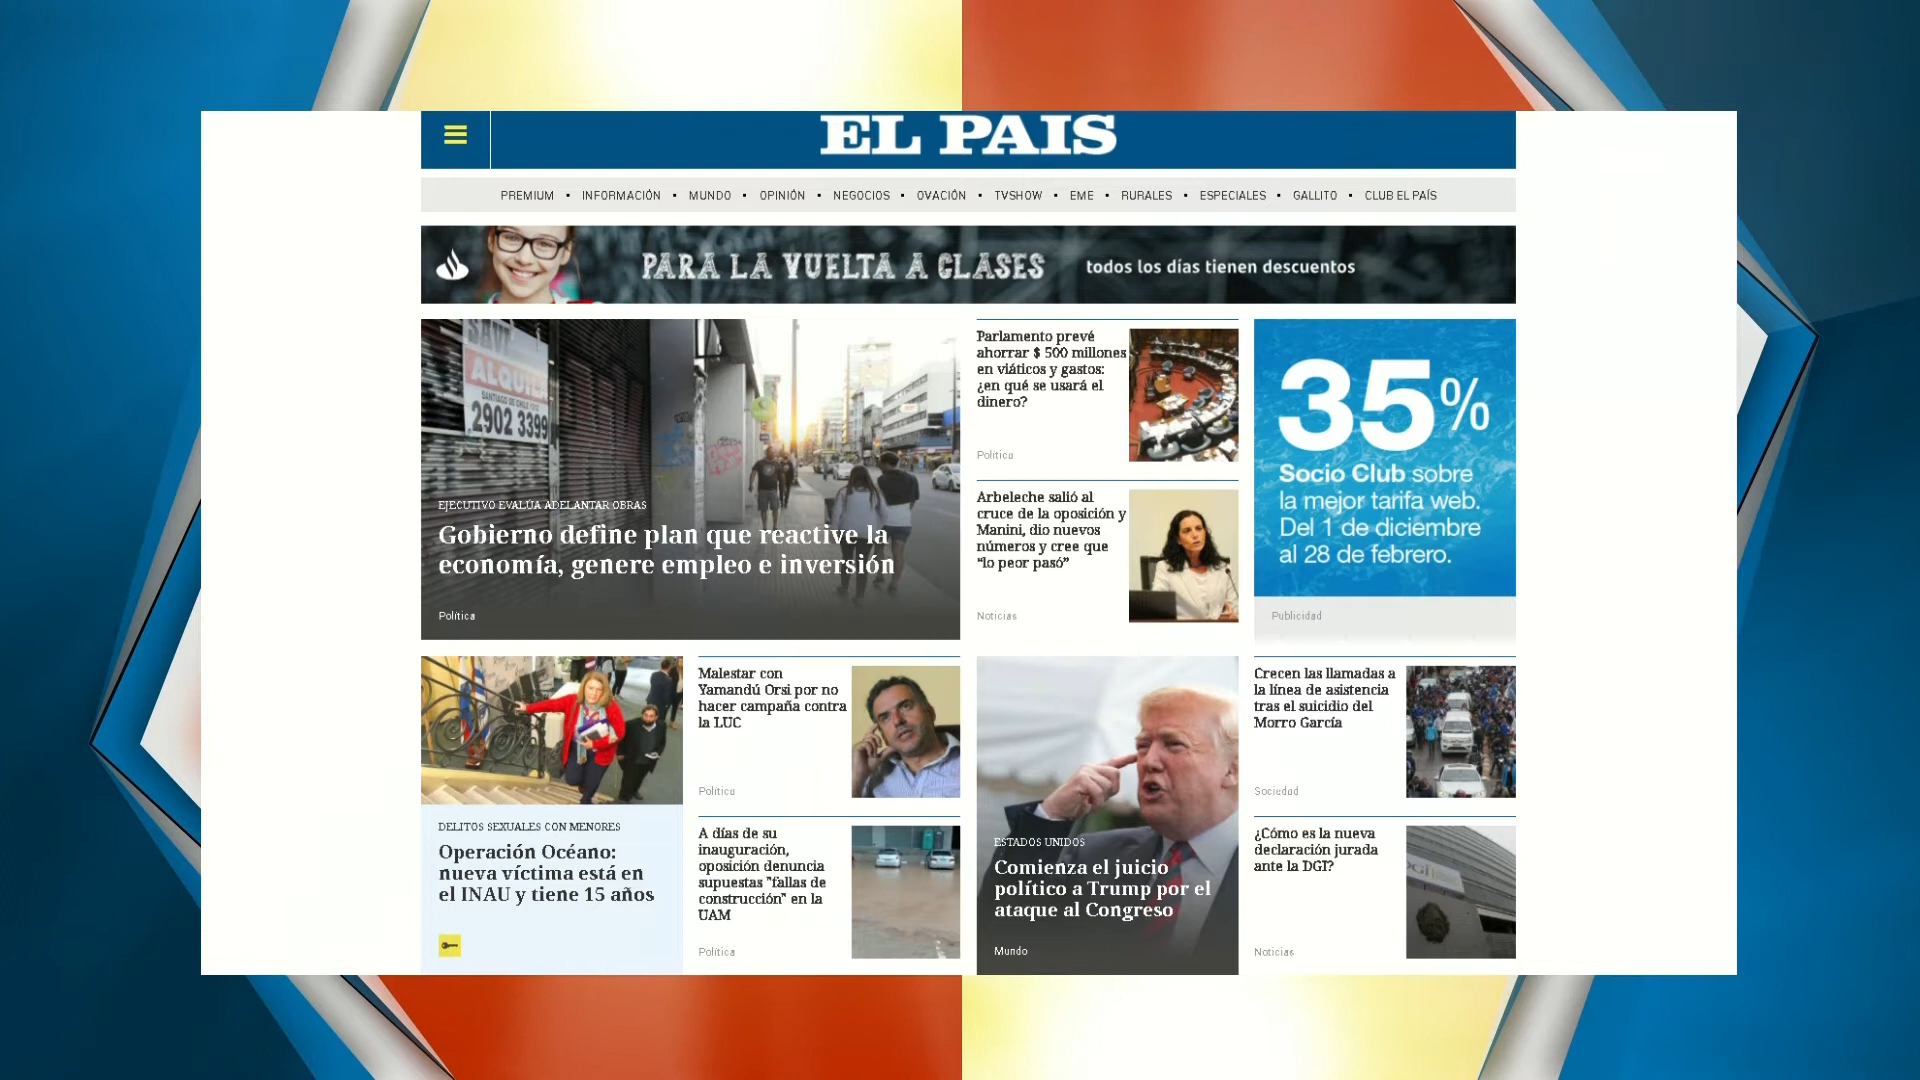 EL PAIS
PREMIUM • INFORMACIÓN • MUNDO • OPINIÓN • NEGOCIOS • OVACIÓN • TVSHOW • EME • RURALES • ESPECIALES • GALLITO • CLUB EL PAÍS
PARA LA VUELTA A CLASES
todos los días tienen descuentos
ALQUILA
SANTIAGO DE CHILE
2902 3399
EJECUTIVO EVALÚA ADELANTAR OBRAS
Gobierno define plan que reactive la
economía, genere empleo e inversión
Política
Parlamento prevé
ahorrar $ 500 millones
en viáticos y gastos:
¿en qué se usará el
dinero?
Política
Arbeleche salió al
cruce de la oposición y
Manini, dio nuevos
números y cree que
"lo peor pasó"
Noticias
35%
Socio Club sobre
la mejor tarifa web.
Del 1 de diciembre
al 28 de febrero.
Publicidad
DELITOS SEXUALES CON MENORES
Operación Océano:
nueva víctima está en
el INAU y tiene 15 años
Malestar con
Yamandú Orsi por no
hacer campaña contra
la LUC
Política
A días de su
inauguración,
oposición denuncia
supuestas "fallas de
construcción" en la
UAM
Política
ESTADOS UNIDOS
Comienza el juicio
político a Trump por el
ataque al Congreso
Mundo
Crecen las llamadas a
la línea de asistencia
tras el suicidio del
Morro García
Sociedad
¿Cómo es la nueva
declaración jurada
ante la DGI?
Noticias